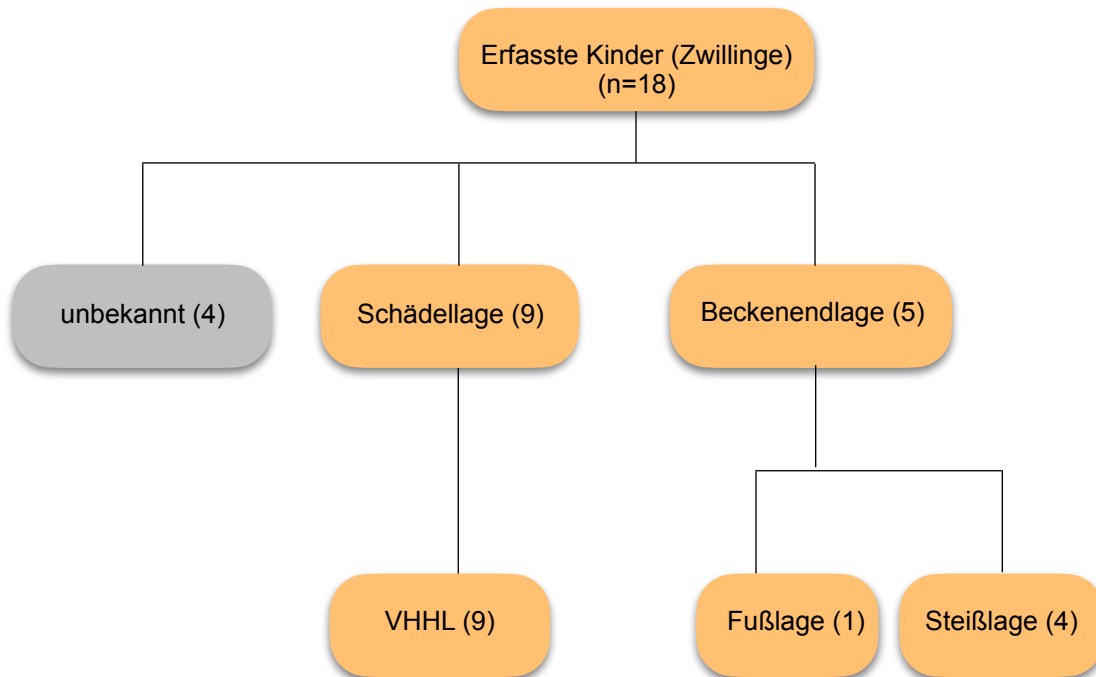 Erfasste Kinder (Zwillinge)
(n=18)
unbekannt (4)
Schädellage (9)
Beckenendlage (5)
VHHL (9)
Fußlage (1)
Steißlage (4)